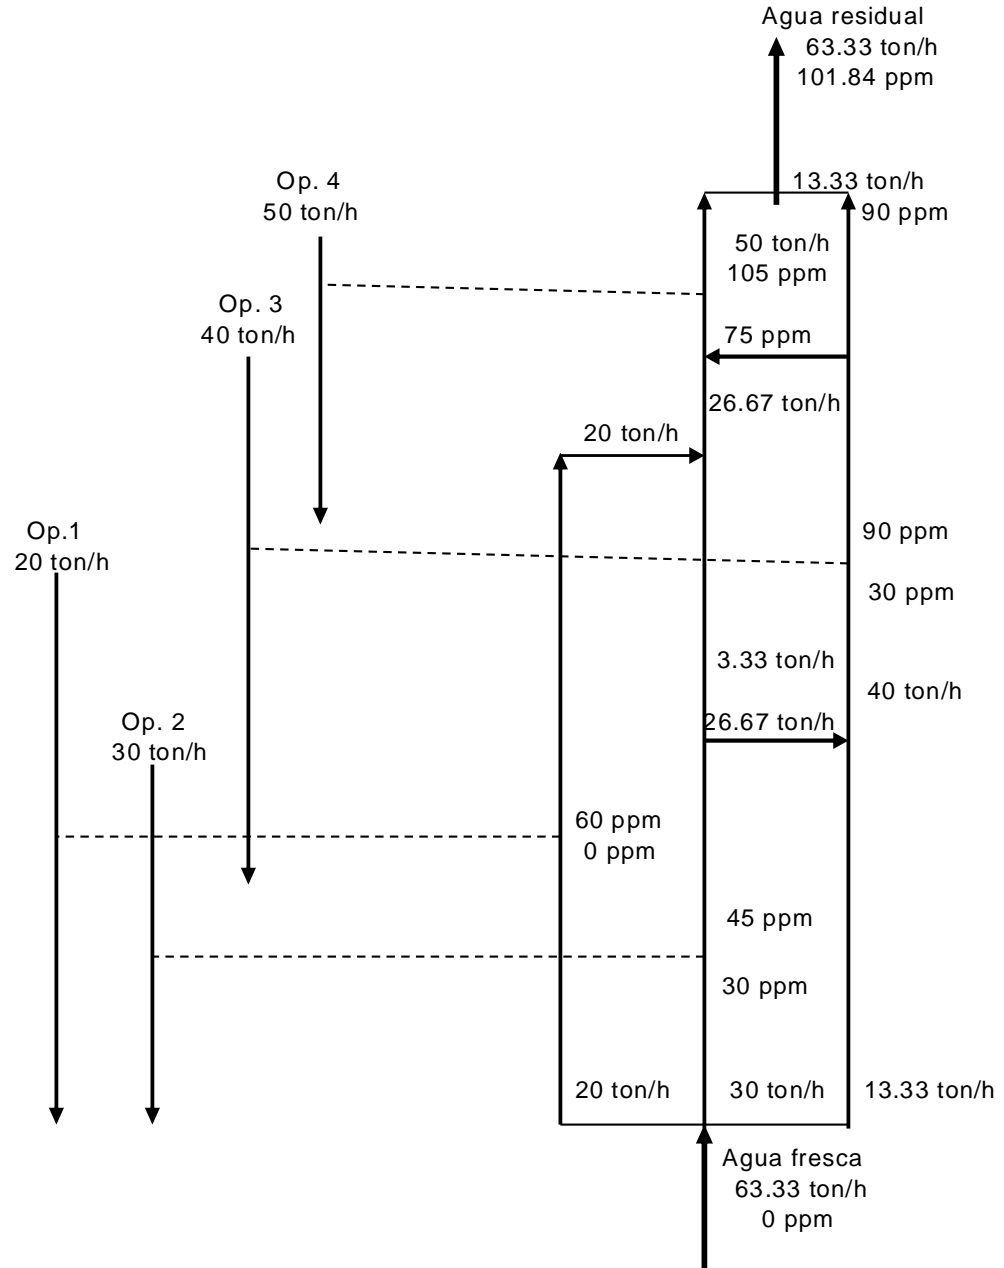 Agua residual
63.33 ton/h
101.84 ppm
Op. 4
50 ton/h
13.33 ton/h
90 ppm
50 ton/h
105 ppm
Op. 3
40 ton/h
75 ppm
26.67 ton/h
20 ton/h
Op.1
20 ton/h
90 ppm
30 ppm
3.33 ton/h
40 ton/h
Op. 2
30 ton/h
26.67 ton/h
60 ppm
0 ppm
45 ppm
30 ppm
20 ton/h
30 ton/h
13.33 ton/h
Agua fresca
63.33 ton/h
0 ppm